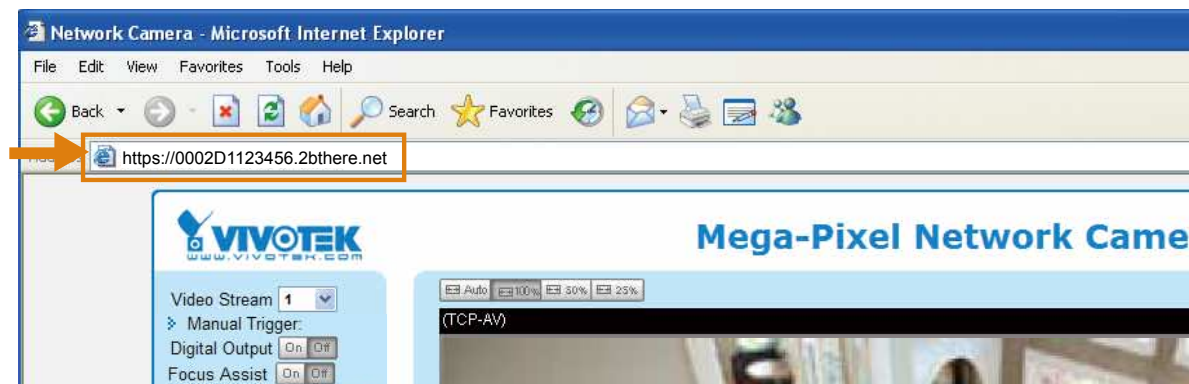 Network Camera - Microsoft Internet Explorer
File Edit View Favorites Tools Help
Back Search Favorites
https://0002D1123456.2bthere.net
VIVOTEK
www.vivotek.com
Mega-Pixel Network Came
Auto 100% 50% 25%
Video Stream 1
(TCP-AV)
Manual Trigger:
Digital Output On Off
Focus Assist On Off